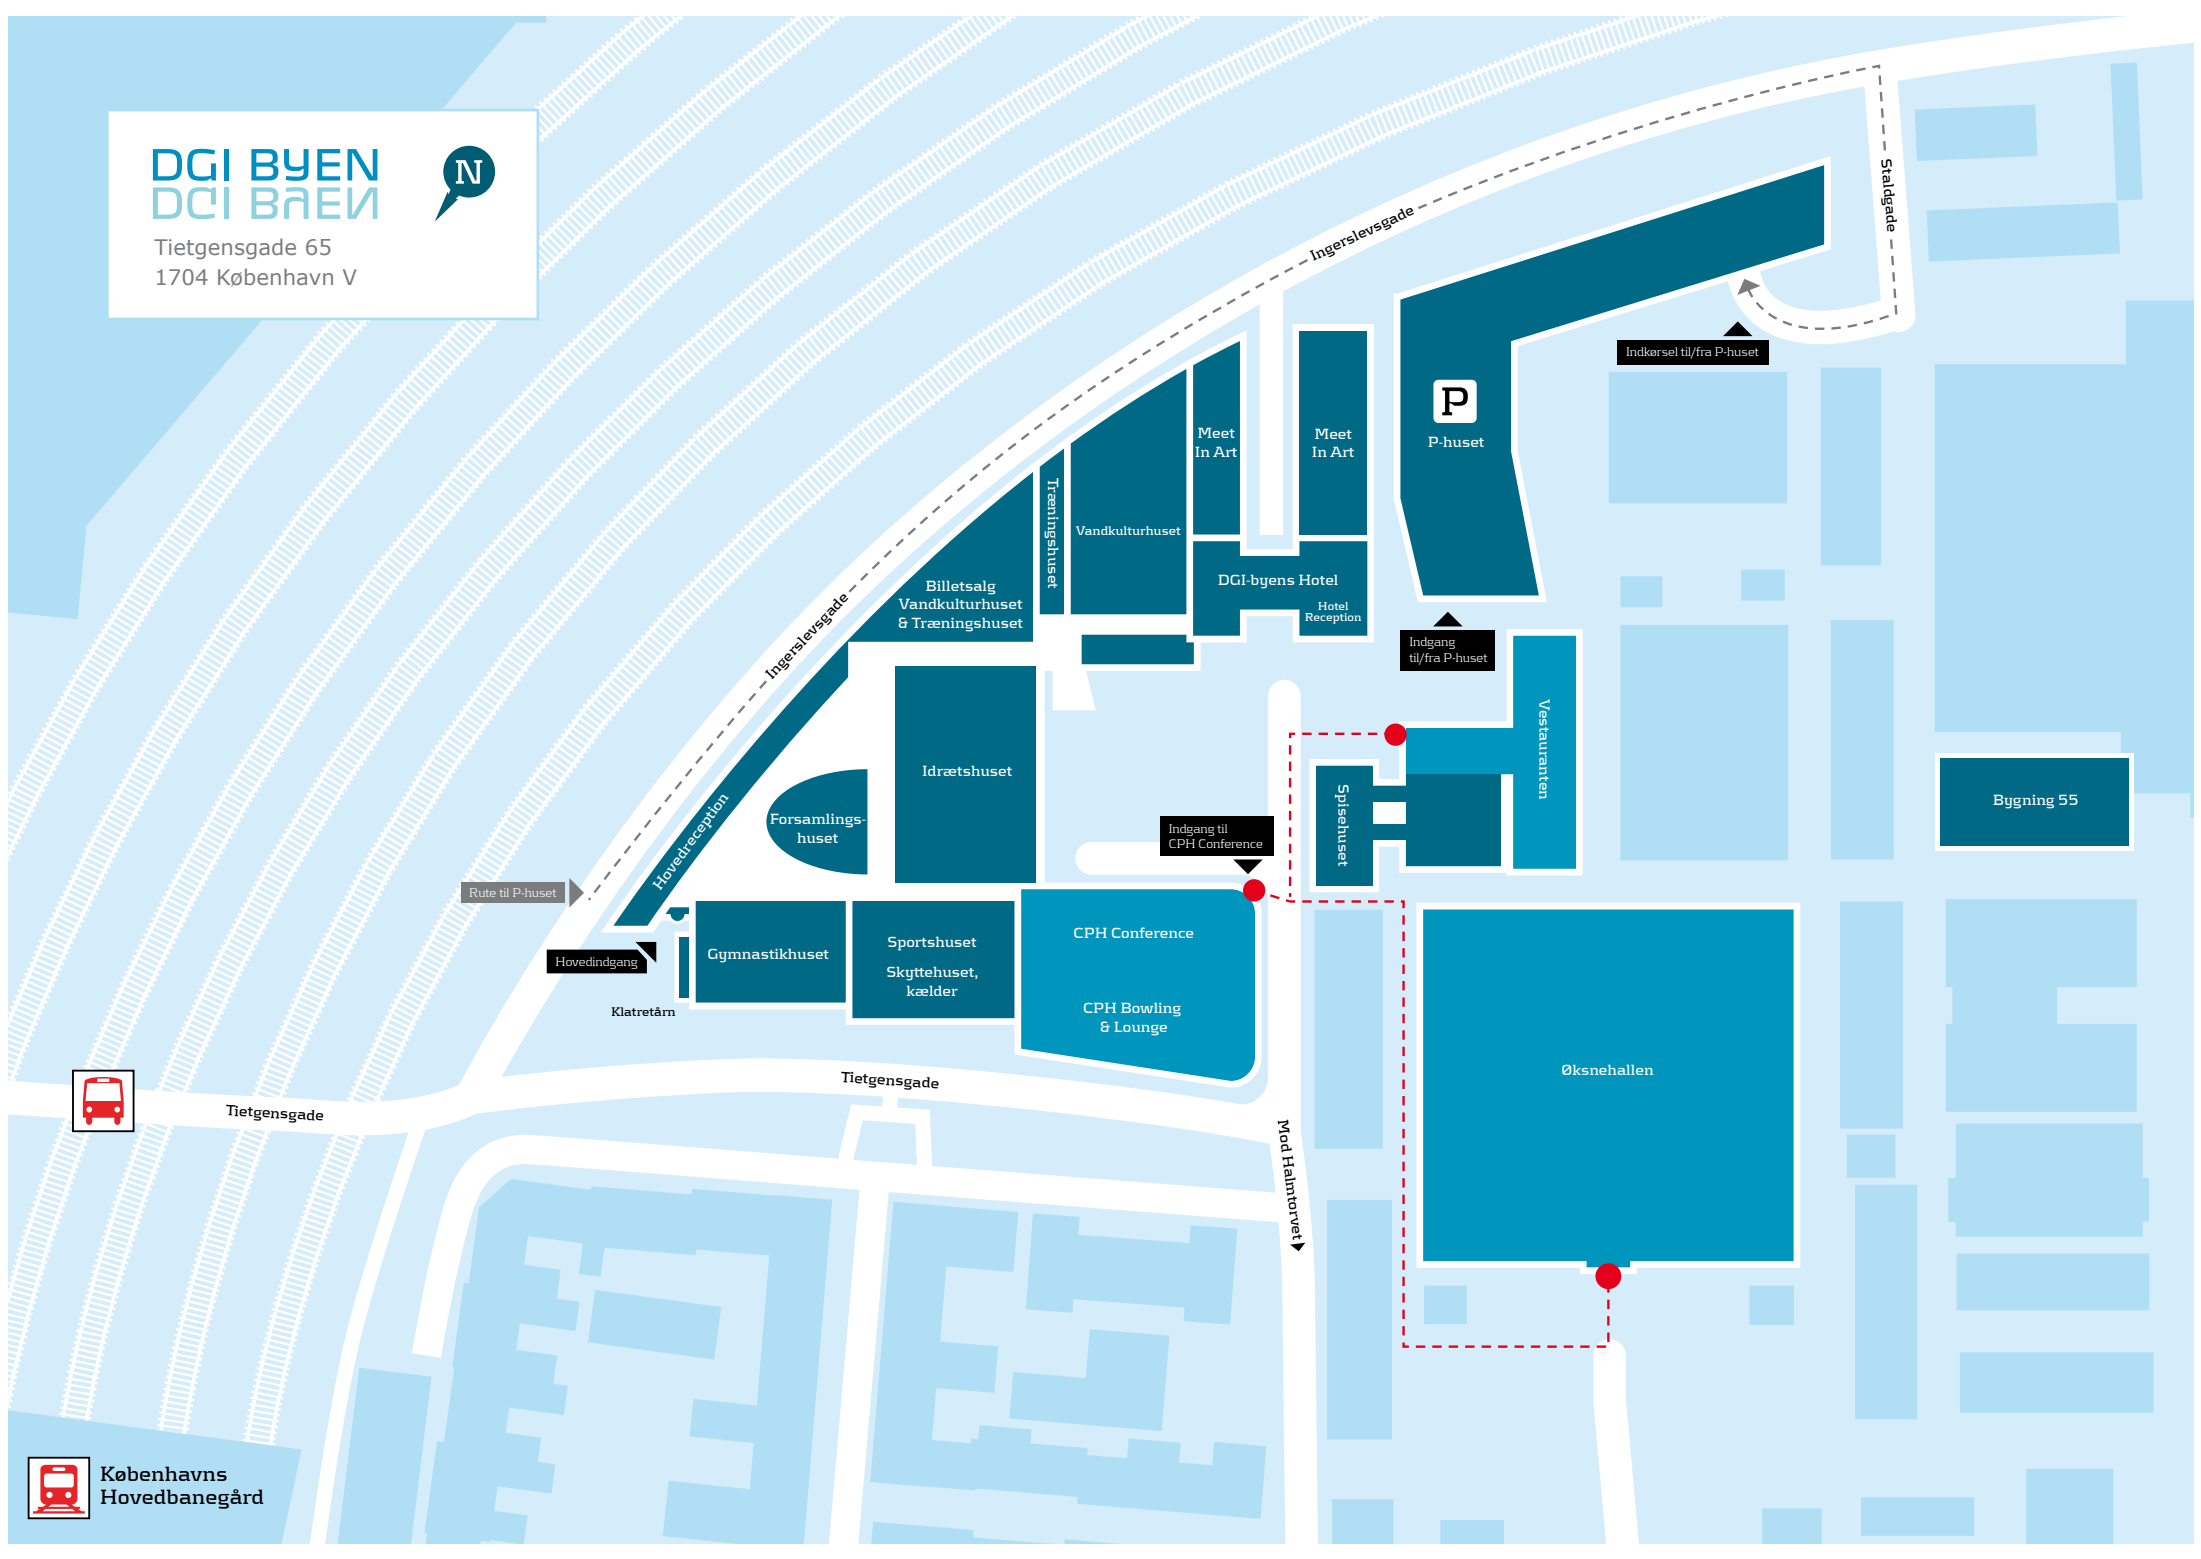 DGI BYEN
N
Tietgensgade 65
1704 København V
Staldgade
Ingerslevsgade
Indkørsel til/fra P-huset
P
P-huset
Meet
In Art
Meet
In Art
Træningshuset
Vandkulturhuset
DGI-byens Hotel
Hotel
Reception
Billetsalg
Vandkulturhuset
& Træningshuset
Ingerslevsgade
Indgang
til/fra P-huset
Vestauranten
Idrætshuset
Spisehuset
Bygning 55
Forsamlings-
huset
Hovedreception
Indgang til
CPH Conference
Rute til P-huset
Hovedindgang
Gymnastikhuset
Sportshuset
Skyttehuset,
kælder
CPH Conference
CPH Bowling
& Lounge
Klatretårn
Øksnehallen
Tietgensgade
Tietgensgade
Mod Halmtorvet
Københavns
Hovedbanegård